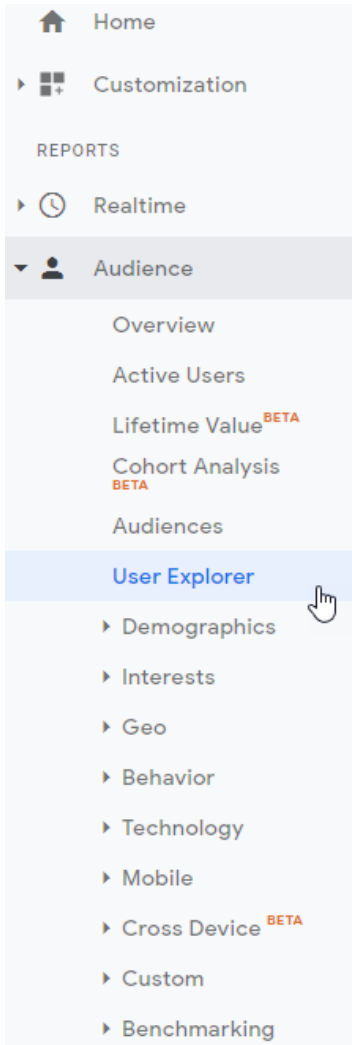 Home
Customization
REPORTS
Realtime
Audience
Overview
Active Users
Lifetime Value BETA
Cohort Analysis
BETA
Audiences
User Explorer
Demographics
Interests
Geo
Behavior
Technology
Mobile
Cross Device BETA
Custom
Benchmarking